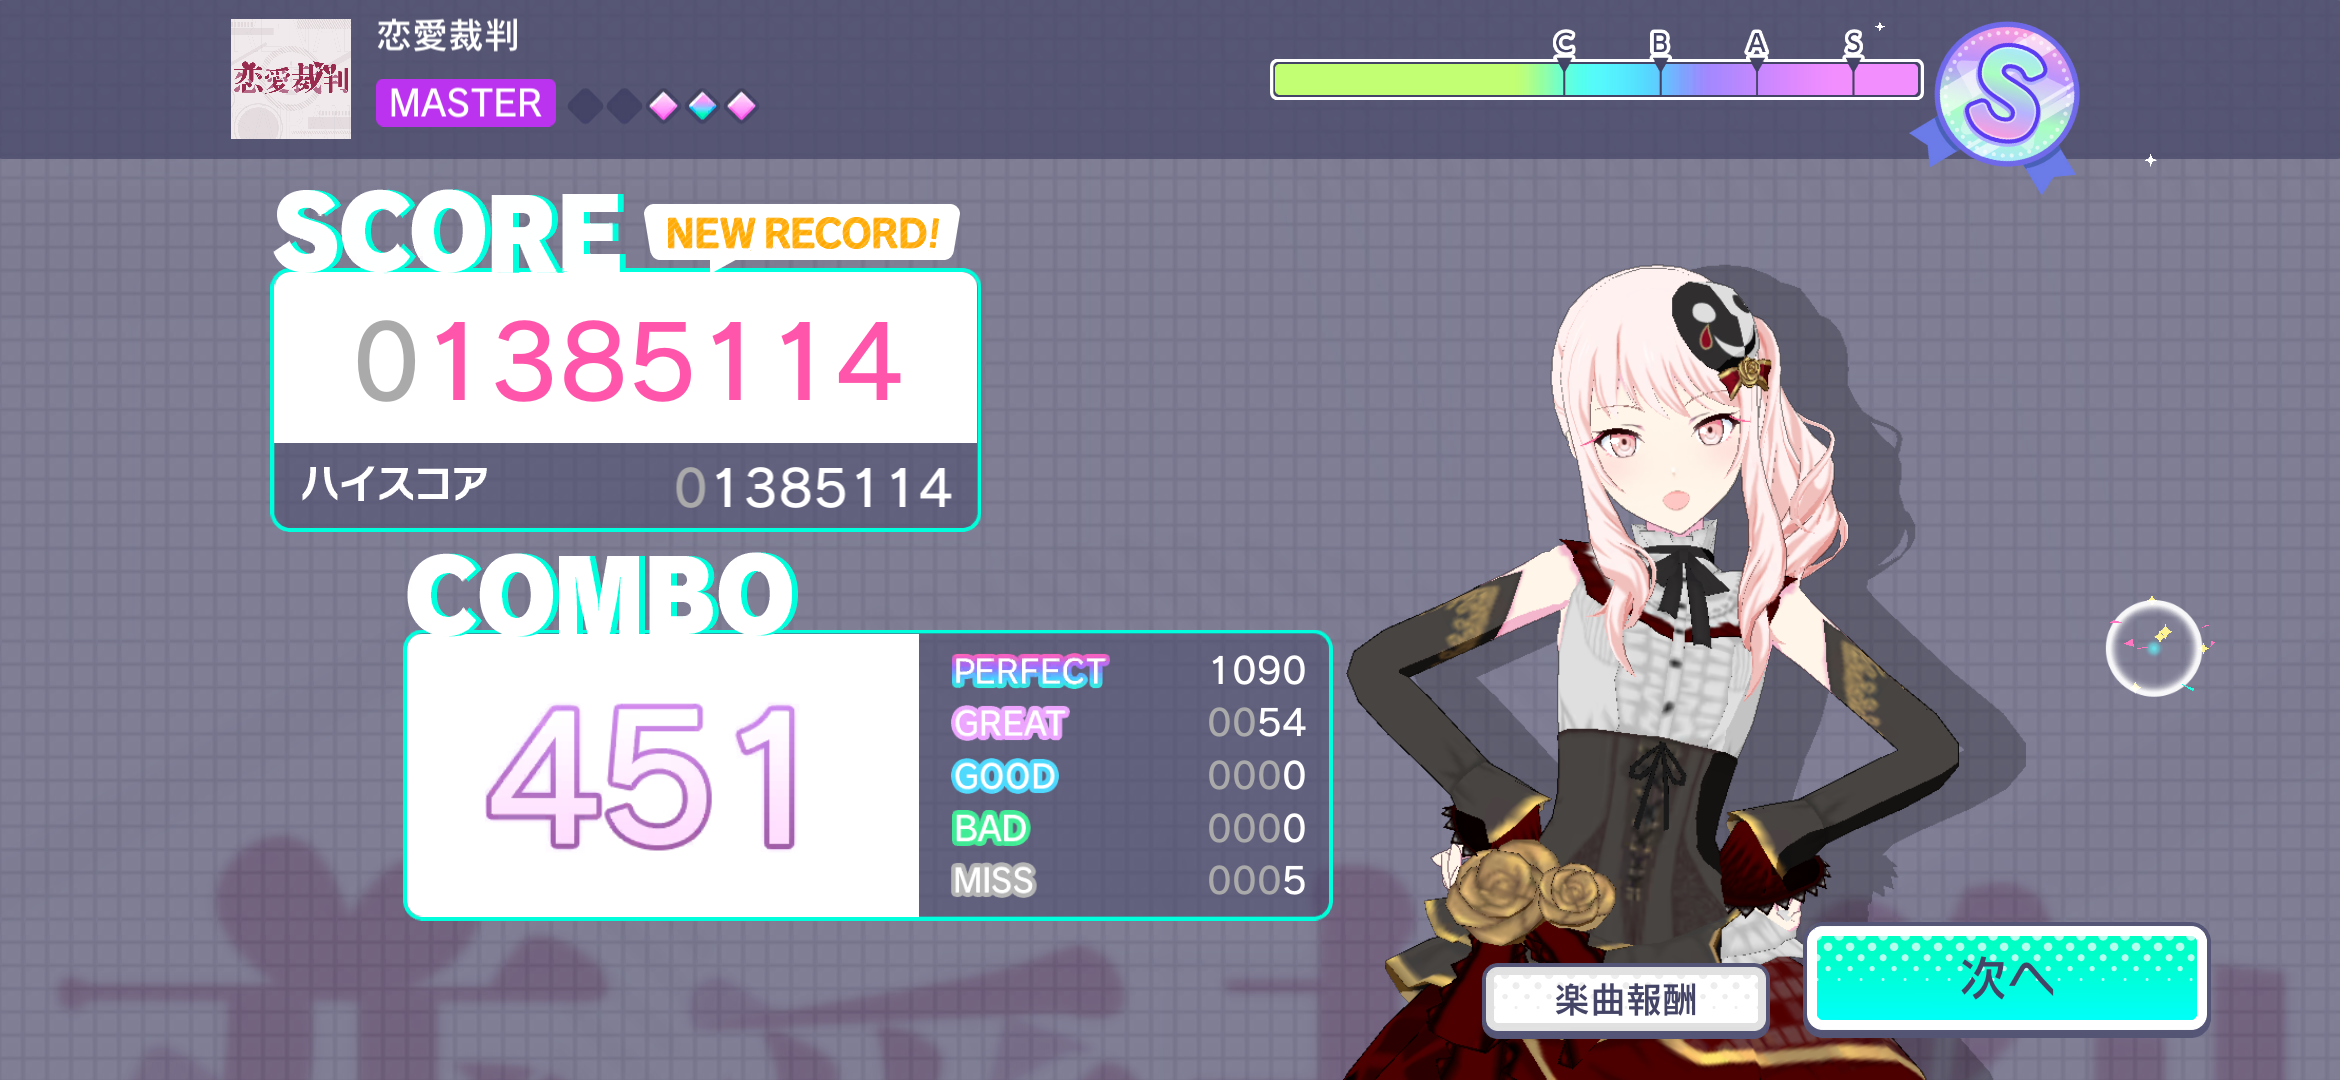 恋愛裁判
恋愛裁判
MASTER
C B A S
S
SCORE
NEW RECORD!
01385114
ハイスコア 01385114
COMBO
451
PERFECT 1090
GREAT 0054
GOOD 0000
BAD 0000
MISS 0005
楽曲報酬
次へ